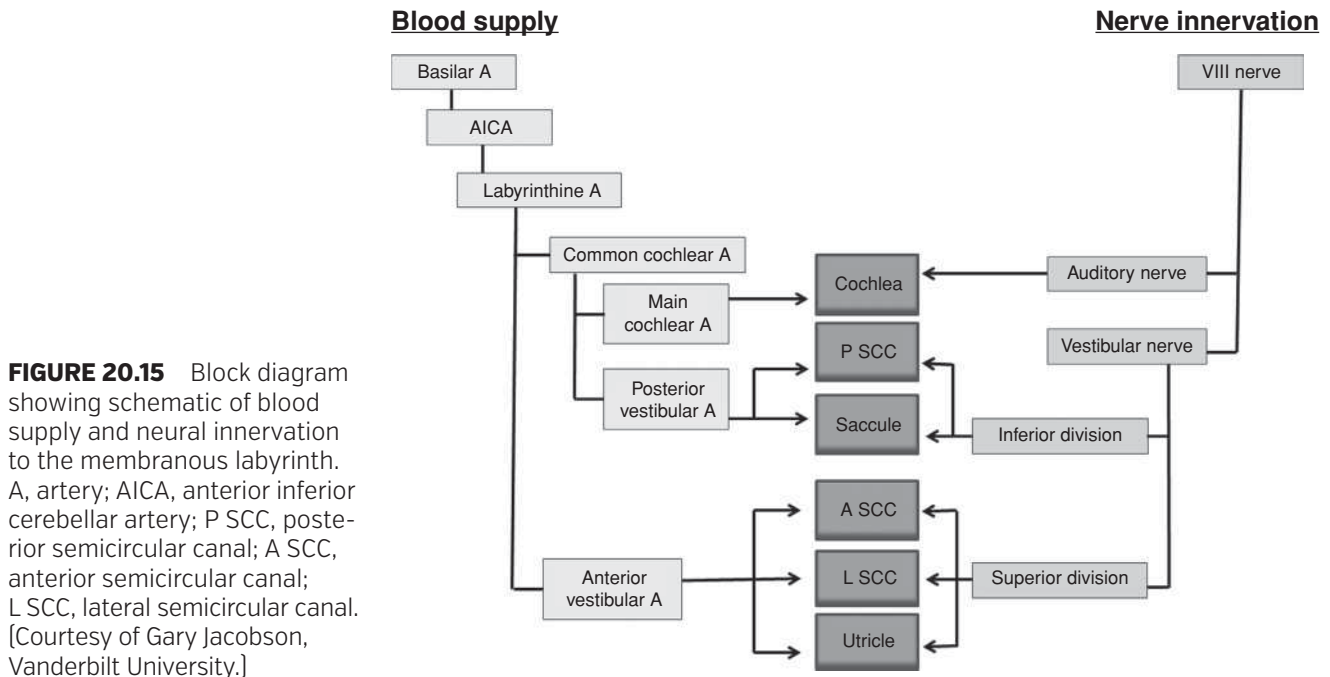 Blood supply
Nerve innervation
Basilar A
VIII nerve
AICA
Labyrinthine A
Common cochlear A
Cochlea
Auditory nerve
Main
cochlear A
P SCC
Vestibular nerve
Posterior
vestibular A
Saccule
Inferior division
A SCC
Anterior
vestibular A
L SCC
Superior division
Utricle
FIGURE 20.15 Block diagram
showing schematic of blood
supply and neural innervation
to the membranous labyrinth.
A, artery; AICA, anterior inferior
cerebellar artery; P SCC, poste-
rior semicircular canal; A SCC,
anterior semicircular canal;
L SCC, lateral semicircular canal.
(Courtesy of Gary Jacobson,
Vanderbilt University.)